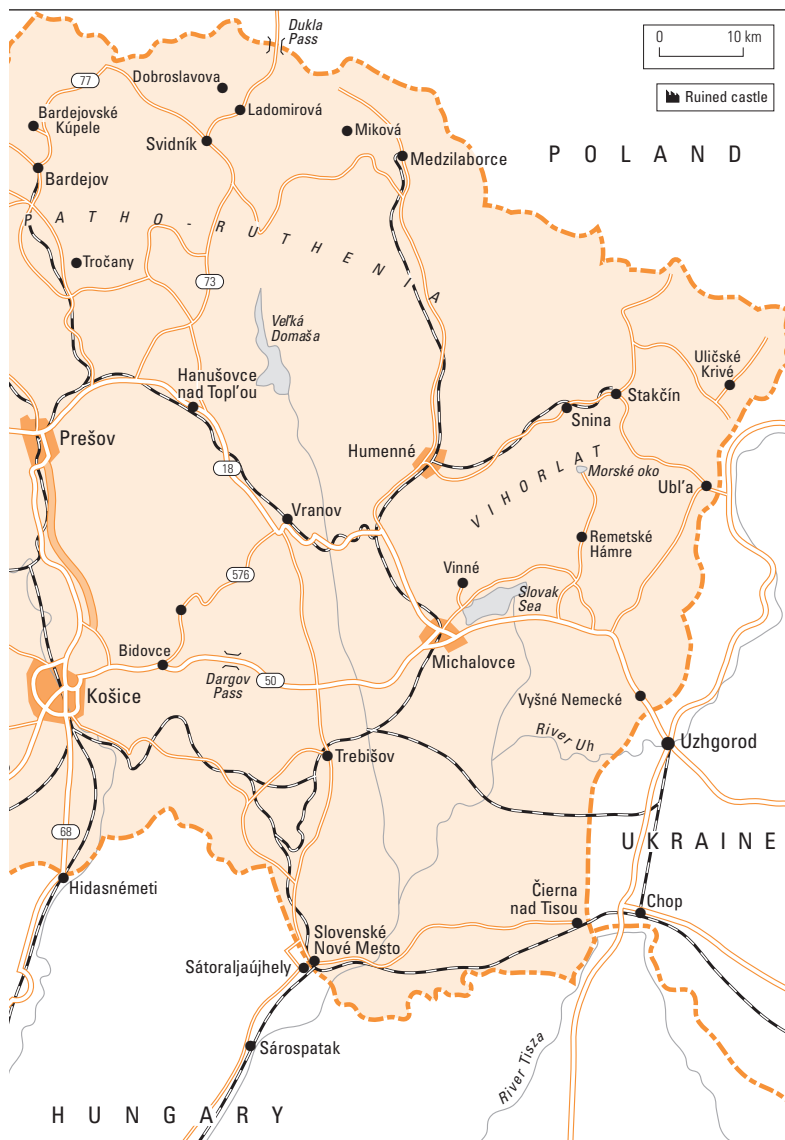 Dukla
Pass
0 10 km
Ruined castle
77
Dobroslavova
Bardejovské
Kúpele
Ladomirová
Svidník
Miková
Medzilaborce
POLAND
Bardejov
PATHO-RUTHENIA
Tročany
73
Veľká
Domaša
Hanušovce
nad Topl'ou
Uličské
Krivé
Stakčín
Snina
Prešov
Humenné
18
VIHORLAT
Morské oko
Ubl'a
Vranov
Remetské
Hámre
576
Vinné
Slovak
Sea
Bidovce
Michalovce
Dargov
Pass
50
Košice
Vyšné Nemecké
River Uh
Uzhgorod
Trebišov
68
UKRAINE
Hidasnémeti
Čierna
nad Tisou
Chop
Slovenské
Nové Mesto
Sátoraljaújhely
Sárospatak
River Tisza
HUNGARY